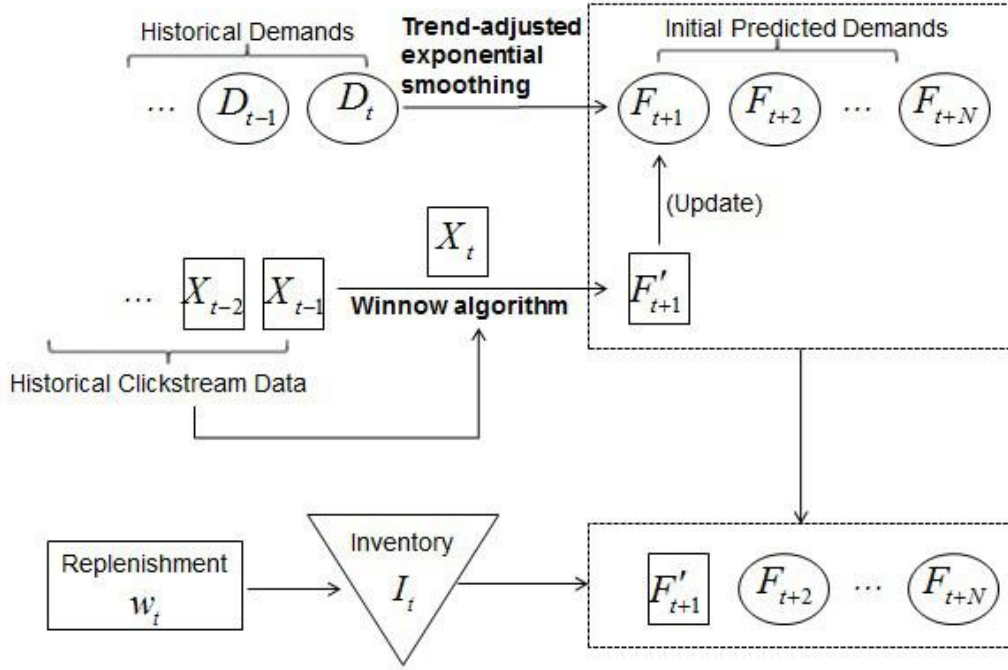 Historical Demands
Trend-adjusted
exponential
smoothing
Initial Predicted Demands
... D_{t-1} D_t
F_{t+1} F_{t+2} ... F_{t+N}
(Update)
X_t
... X_{t-2} X_{t-1}
Winnow algorithm
F'_{t+1}
Historical Clickstream Data
Replenishment
w_t
Inventory
I_t
F'_{t+1} F_{t+2} ... F_{t+N}